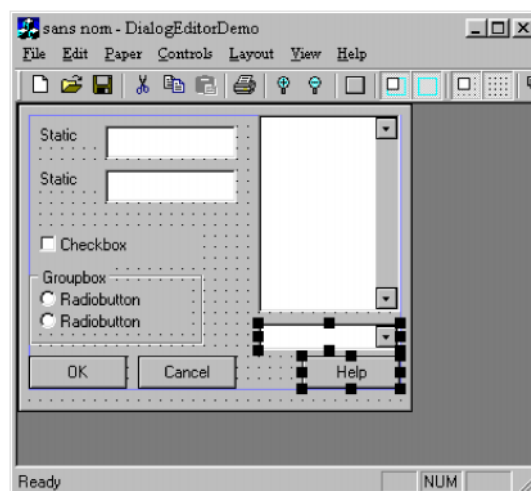 sans nom - DialogEditorDemo
File Edit Paper Controls Layout View Help
Static
Static
Checkbox
Groupbox
Radiobutton
Radiobutton
OK Cancel Help
Ready NUM